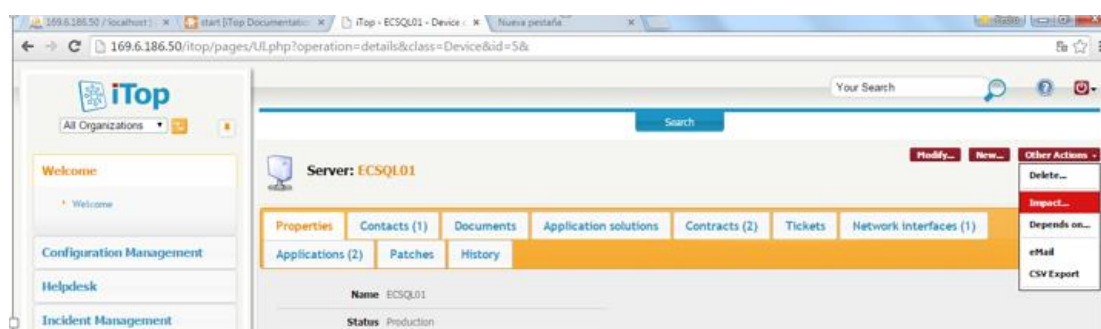 169.6.186.50 / localhost | start [iTop Documentatio iTop - ECSQL01 - Device Nueva pestaña
169.6.186.50/itop/pages/UI.php?operation=details&class=Device&id=5&
iTop
Your Search
All Organizations
Search
Server: ECSQL01
Modify... New... Other Actions
Delete...
Impact...
Depends on...
eMail
CSV Export
Welcome
Welcome
Configuration Management
Helpdesk
Incident Management
Properties Contacts (1) Documents Application solutions Contracts (2) Tickets Network interfaces (1)
Applications (2) Patches History
Name ECSQL01
Status Production